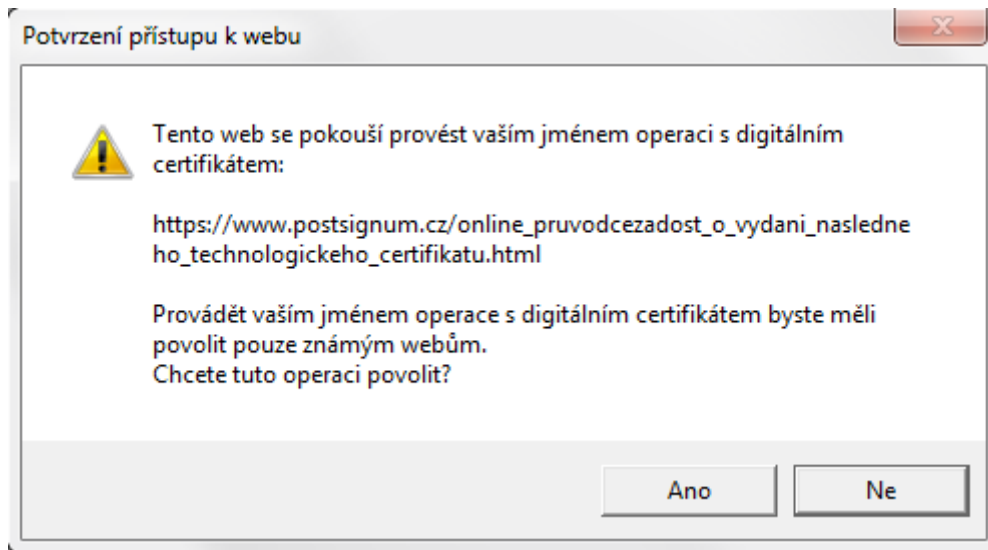 Potvrzení přístupu k webu
Tento web se pokouší provést vaším jménem operaci s digitálním
certifikátem:
https://www.postsignum.cz/online_pruvodcezadost_o_vydani_nasledne
ho_technologickeho_certifikatu.html
Provádět vaším jménem operace s digitálním certifikátem byste měli
povolit pouze známým webům.
Chcete tuto operaci povolit?
Ano
Ne